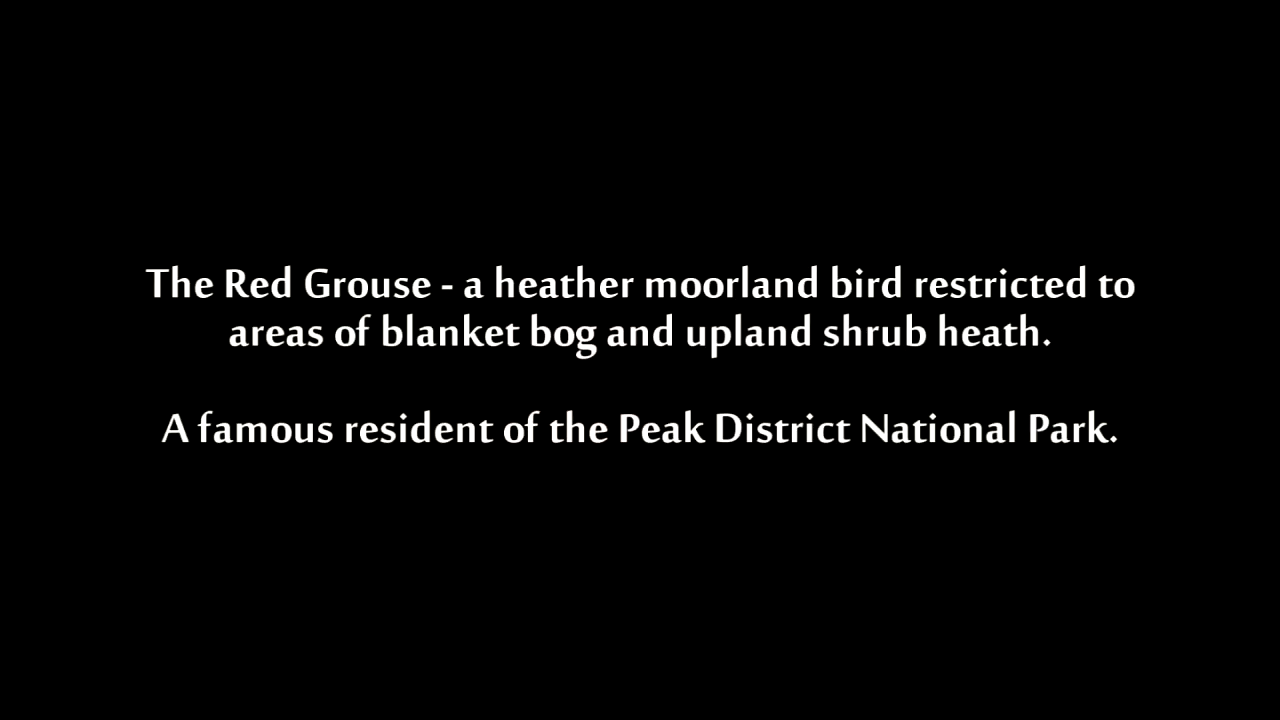 The Red Grouse - a heather moorland bird restricted to
areas of blanket bog and upland shrub heath.
A famous resident of the Peak District National Park.